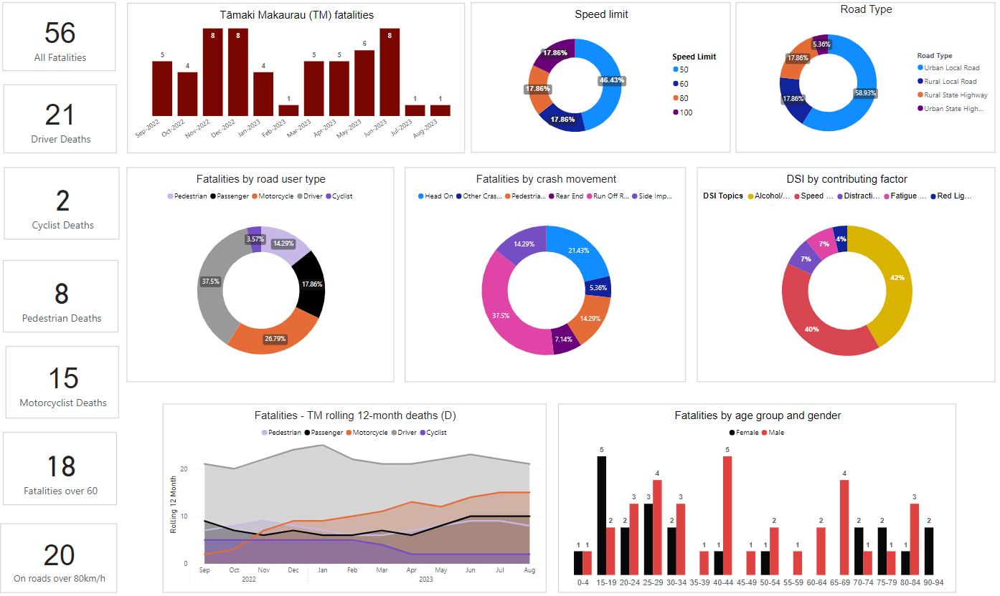 56
All Fatalities
21
Driver Deaths
2
Cyclist Deaths
8
Pedestrian Deaths
15
Motorcyclist Deaths
18
Fatalities over 60
20
On roads over 80km/h
Tāmaki Makaurau (TM) fatalities
5 4 8 8 4 1 5 5 6 8 1 1
Sep-2022 Oct-2022 Nov-2022 Dec-2022 Jan-2023 Feb-2023 Mar-2023 Apr-2023 May-2023 Jun-2023 Jul-2023 Aug-2023
Speed limit
17.86%
46.43%
17.86%
17.86%
Speed Limit
50
60
80
100
Road Type
5.36%
17.86%
58.93%
17.86%
Road Type
Urban Local Road
Rural Local Road
Rural State Highway
Urban State High...
Fatalities by road user type
Pedestrian Passenger Motorcycle Driver Cyclist
3.57% 14.29%
37.5% 17.86%
26.79%
Fatalities by crash movement
Head On Other Cras... Pedestria... Rear End Run Off R... Side Imp...
14.29% 21.43%
5.36%
37.5% 14.29%
7.14%
DSI by contributing factor
DSI Topics Alcohol/... Speed ... Distracti... Fatigue ... Red Lig...
7% 4%
7%
42%
40%
Fatalities - TM rolling 12-month deaths (D)
Pedestrian Passenger Motorcycle Driver Cyclist
Rolling 12 Month
20
10
0
Sep Oct Nov Dec Jan Feb Mar Apr May Jun Jul Aug
2022 2023
Fatalities by age group and gender
Female Male
1 1 5 2 2 3 3 4 2 3 1 1 5 1 1 2 1 2 4 2 1 2 1 1 3 2
0-4 15-19 20-24 25-29 30-34 35-39 40-44 45-49 50-54 55-59 60-64 65-69 70-74 75-79 80-84 90-94